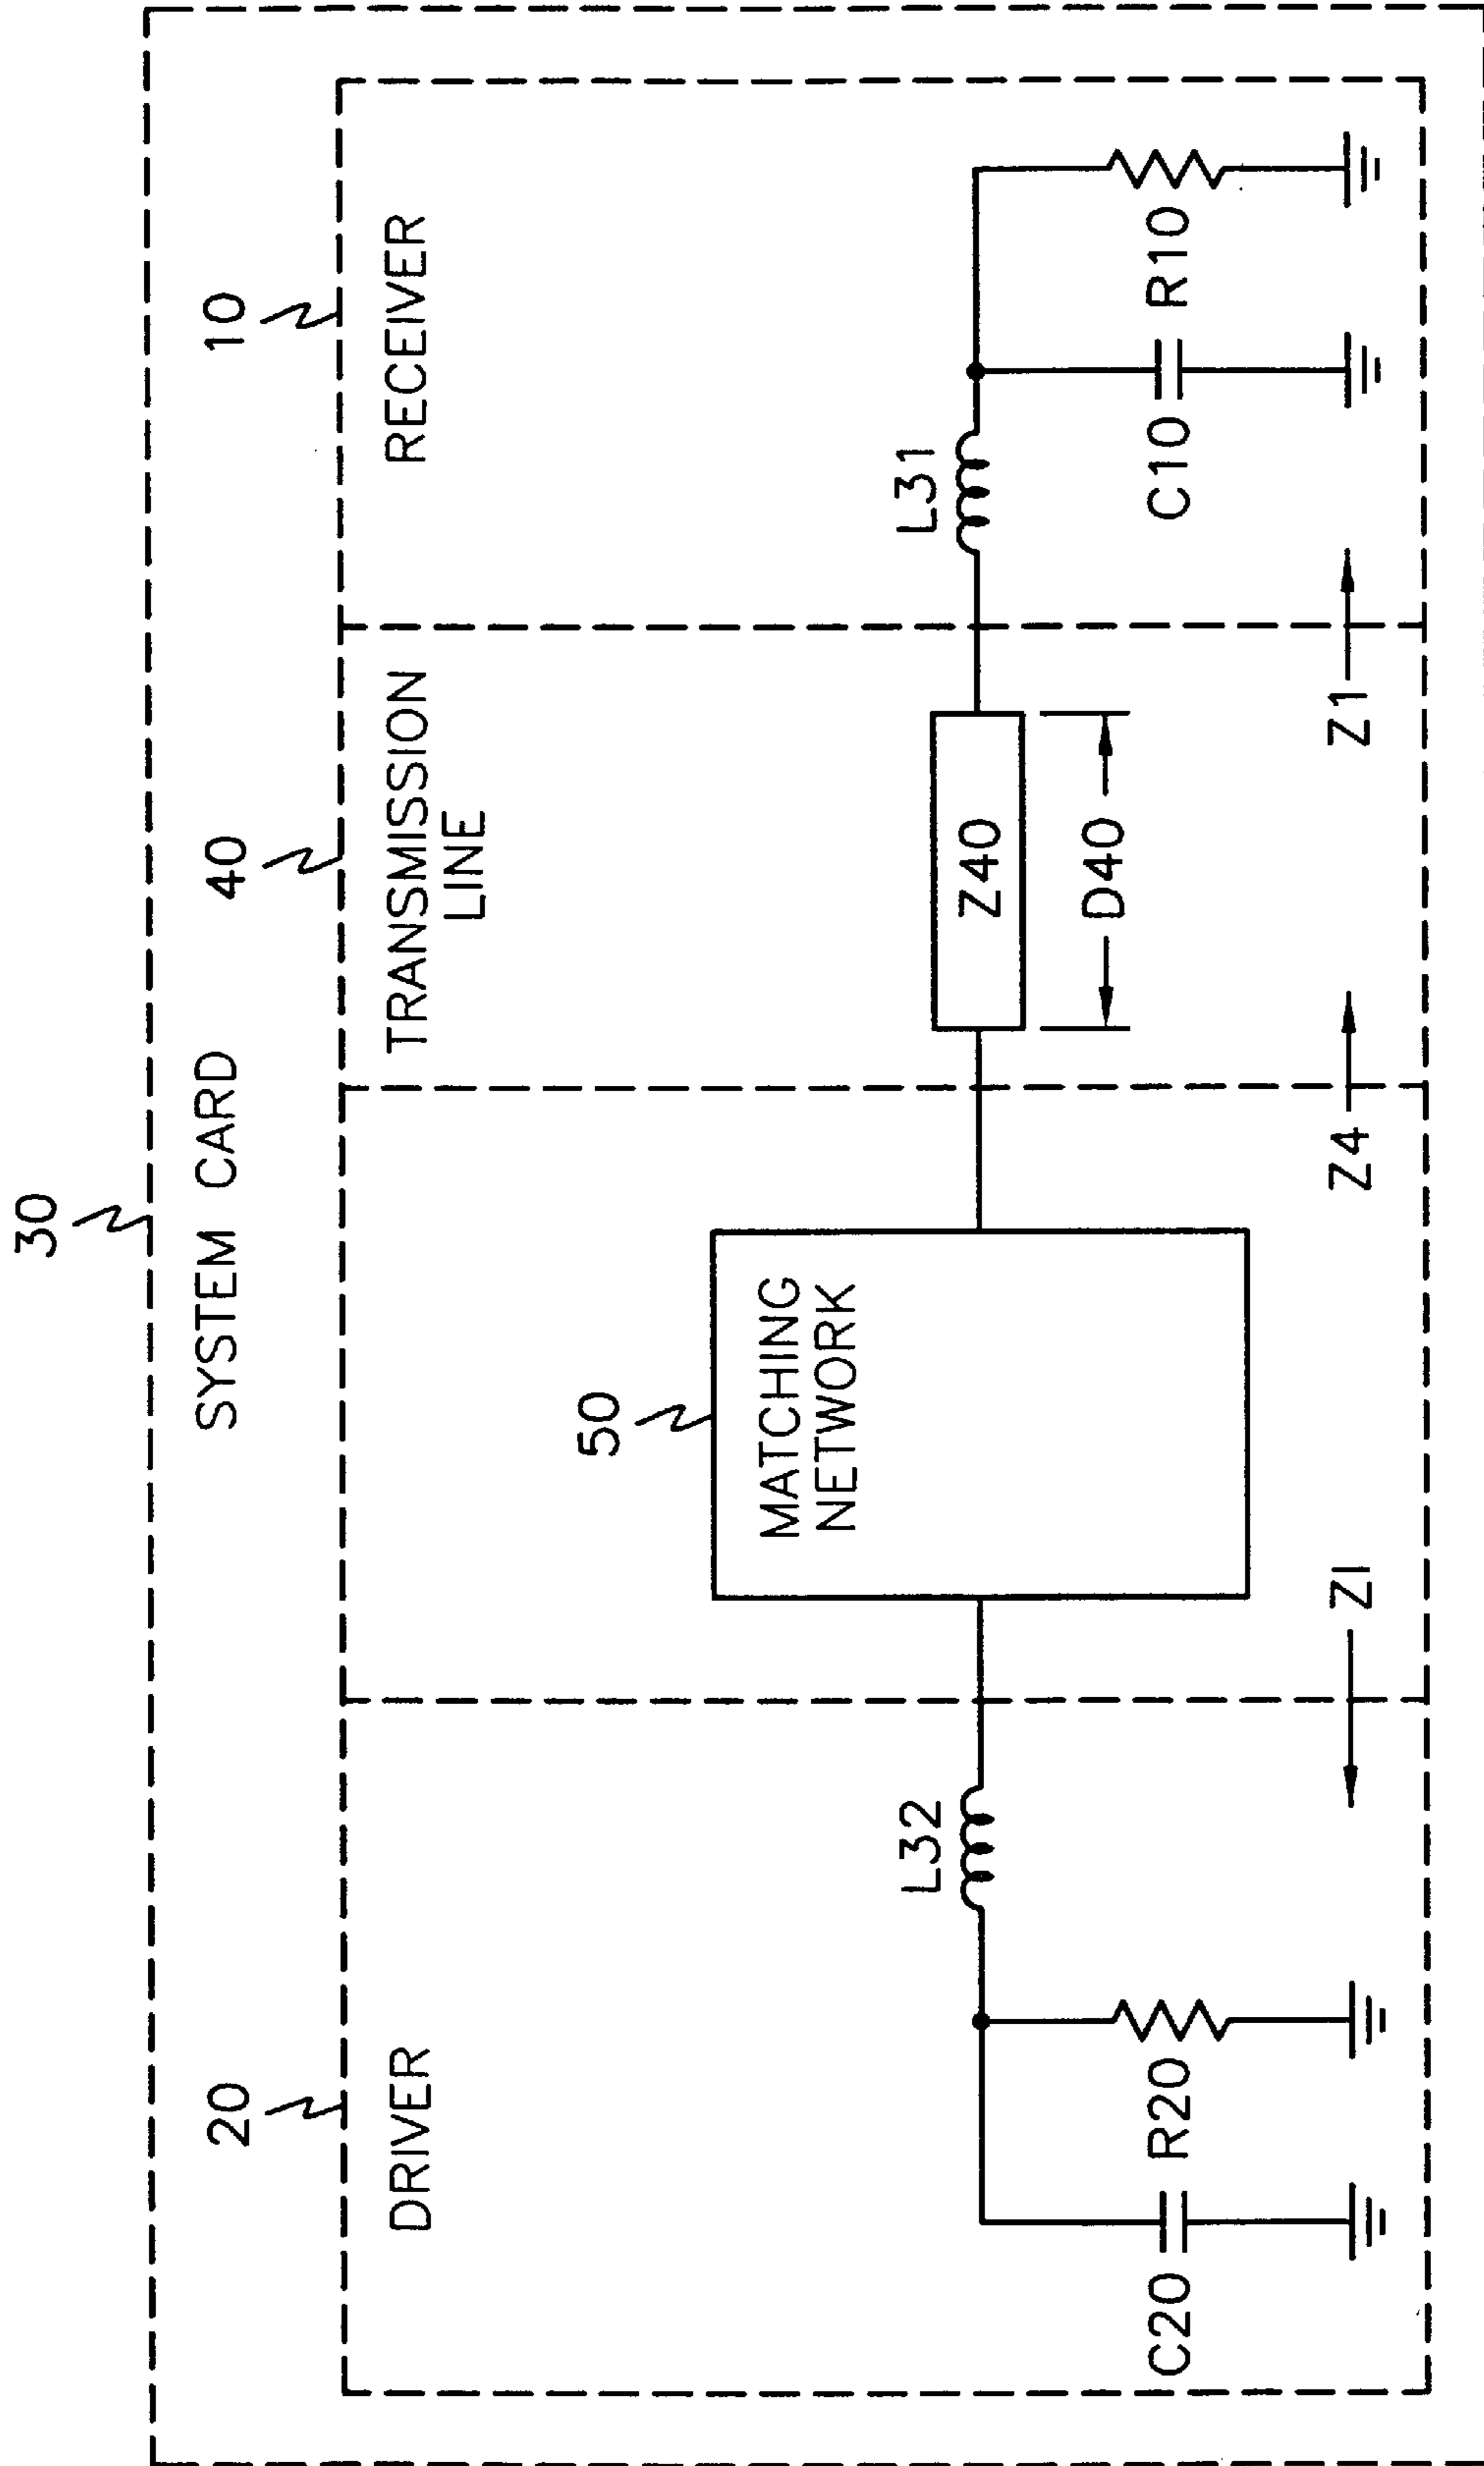 30
SYSTEM CARD
20
40
10
DRIVER
50
MATCHING
NETWORK
TRANSMISSION
LINE
RECEIVER
L32
L31
Z40
D40
C20
R20
C10
R10
ZI
Z4
Z1